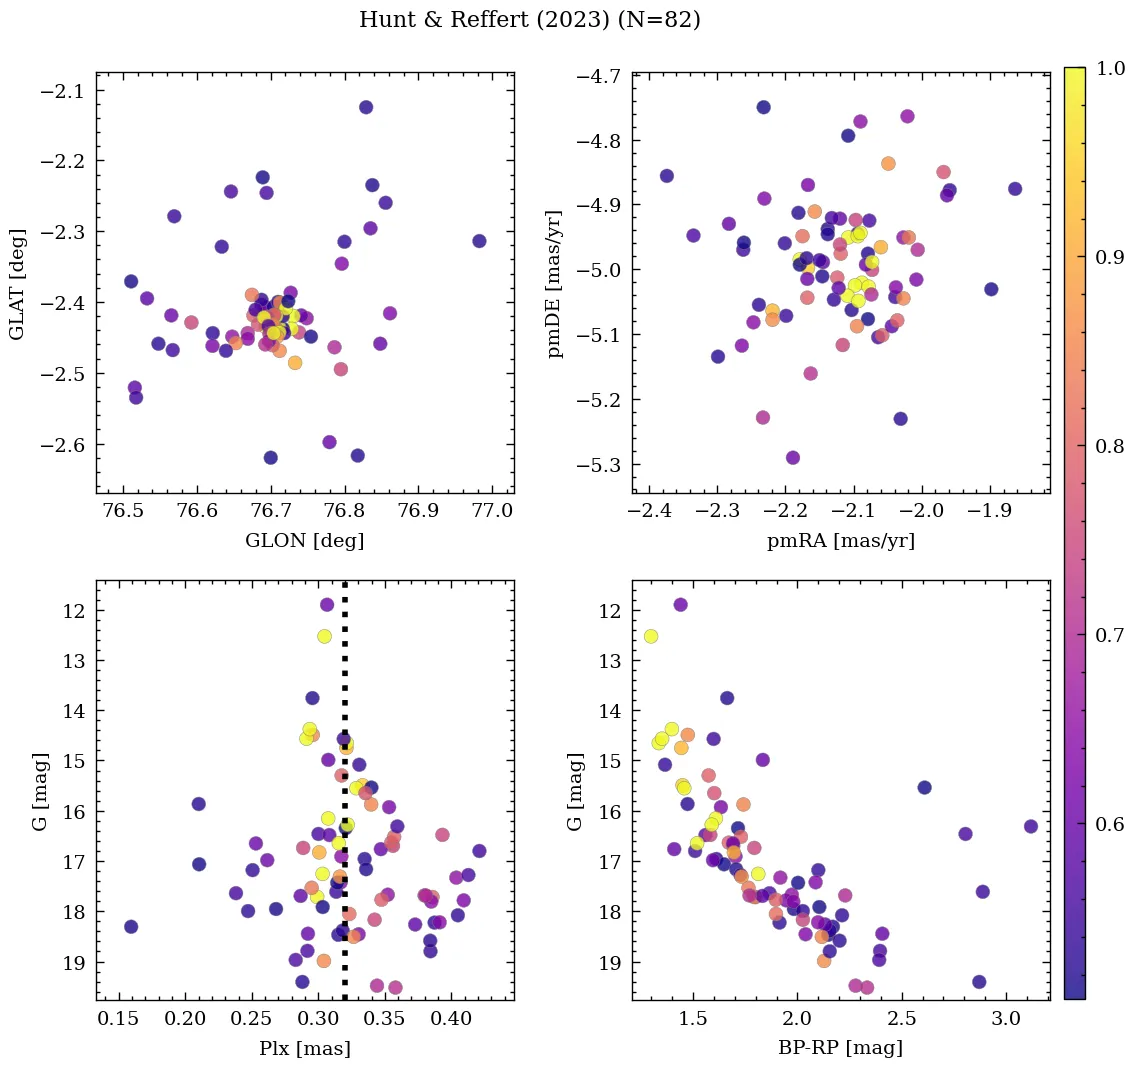 Hunt & Reffert (2023) (N=82)
−2.1
−2.2
−2.3
−2.4
−2.5
−2.6
GLAT [deg]
76.5 76.6 76.7 76.8 76.9 77.0
GLON [deg]
−4.7
−4.8
−4.9
−5.0
−5.1
−5.2
−5.3
pmDE [mas/yr]
−2.4 −2.3 −2.2 −2.1 −2.0 −1.9
pmRA [mas/yr]
12
13
14
15
16
17
18
19
G [mag]
0.15 0.20 0.25 0.30 0.35 0.40
Plx [mas]
12
13
14
15
16
17
18
19
G [mag]
1.5 2.0 2.5 3.0
BP-RP [mag]
1.0
0.9
0.8
0.7
0.6